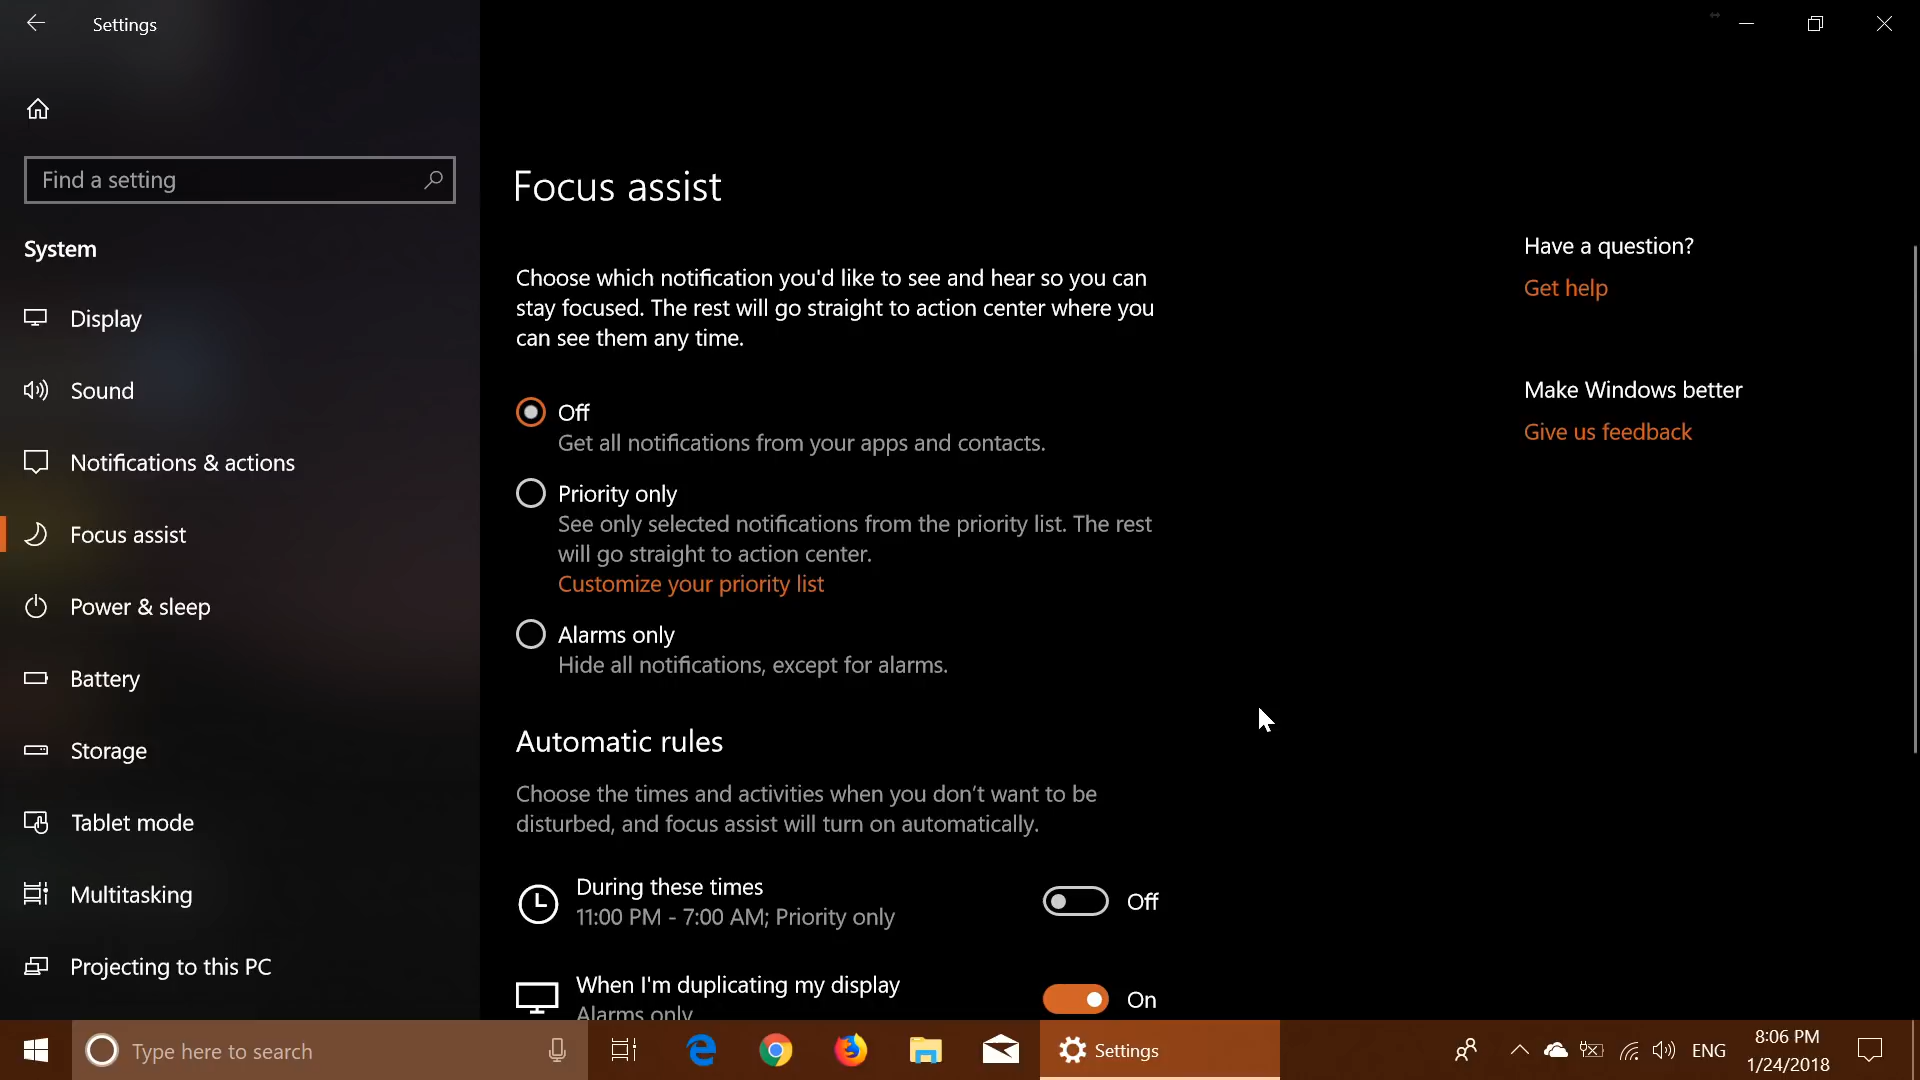 Settings
Find a setting
System
Display
Sound
Notifications & actions
Focus assist
Power & sleep
Battery
Storage
Tablet mode
Multitasking
Projecting to this PC
Focus assist
Choose which notification you'd like to see and hear so you can
stay focused. The rest will go straight to action center where you
can see them any time.
Off
Get all notifications from your apps and contacts.
Priority only
See only selected notifications from the priority list. The rest
will go straight to action center.
Customize your priority list
Alarms only
Hide all notifications, except for alarms.
Automatic rules
Choose the times and activities when you don’t want to be
disturbed, and focus assist will turn on automatically.
During these times
11:00 PM - 7:00 AM; Priority only
Off
When I'm duplicating my display
Alarms only
On
Have a question?
Get help
Make Windows better
Give us feedback
Type here to search
Settings
ENG
8:06 PM
1/24/2018